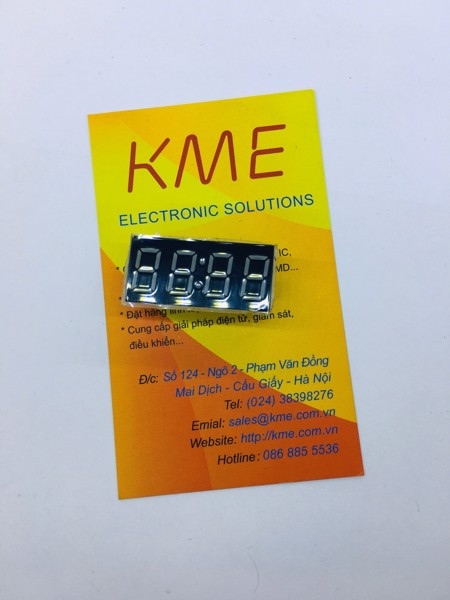 KME
ELECTRONIC SOLUTIONS
IC,
MD...
* Đặt hàng linh
* Cung cấp giải pháp điện tử, giám sát,
điều khiển...
Đ/c: Số 124 - Ngõ 2 - Phạm Văn Đồng
Mai Dịch - Cầu Giấy - Hà Nội
Tel: (024) 38398276
Emial: sales@kme.com.vn
Website: http://kme.com.vn
Hotline: 086 885 5536